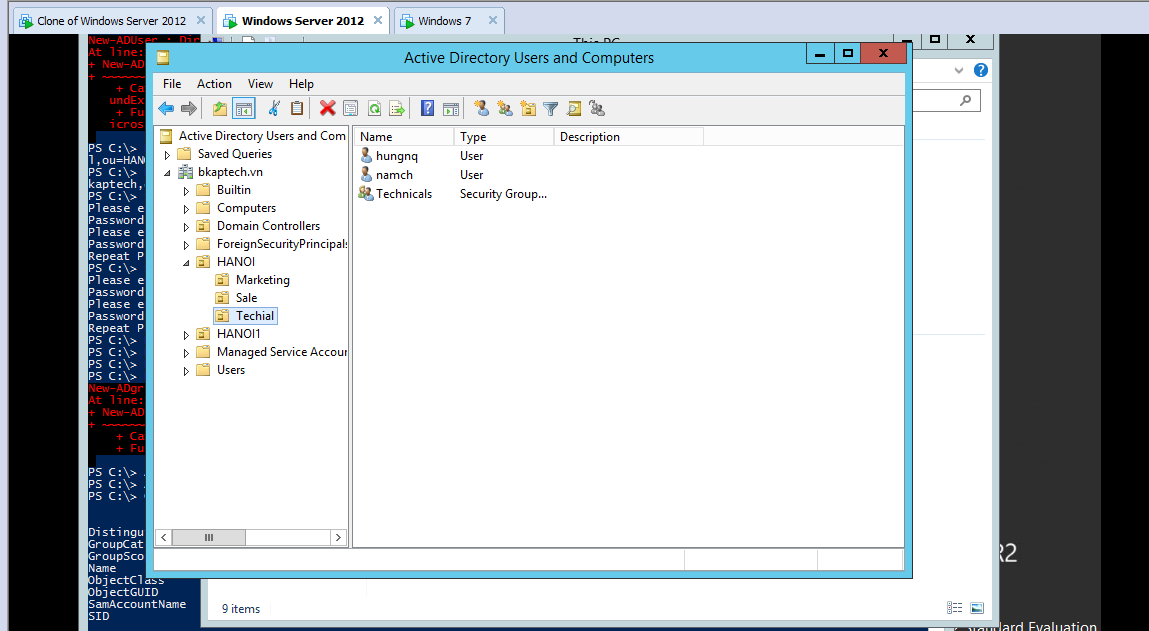 Clone of Windows Server 2012
Windows Server 2012
Windows 7
New-ADUser : Dir
This PC
At line:
+ New-AD
+ ~~~~~~~
+ Ca
undEx
+ Fu
icros
PS C:\>
l,ou=HANO
PS C:\>
kaptech,
PS C:\>
Please e
Password
Please e
Password
Repeat P
PS C:\>
Please e
Password
Please e
Password
Repeat P
PS C:\>
PS C:\>
PS C:\>
PS C:\>
New-ADgr
At line:
+ New-AD
+ ~~~~~~~
+ Ca
+ Fu
PS C:\>
PS C:\>
PS C:\>
Distingu
GroupCat
GroupSco
Name
ObjectClass
ObjectGUID
SamAccountName
SID
Active Directory Users and Computers
File Action View Help
Active Directory Users and Com
Saved Queries
bkaptech.vn
Builtin
Computers
Domain Controllers
ForeignSecurityPrincipals
HANOI
Marketing
Sale
Techial
HANOI1
Managed Service Accour
Users
Name Type Description
hungnq User
namch User
Technicals Security Group...
9 items
R2
Standard Evaluation